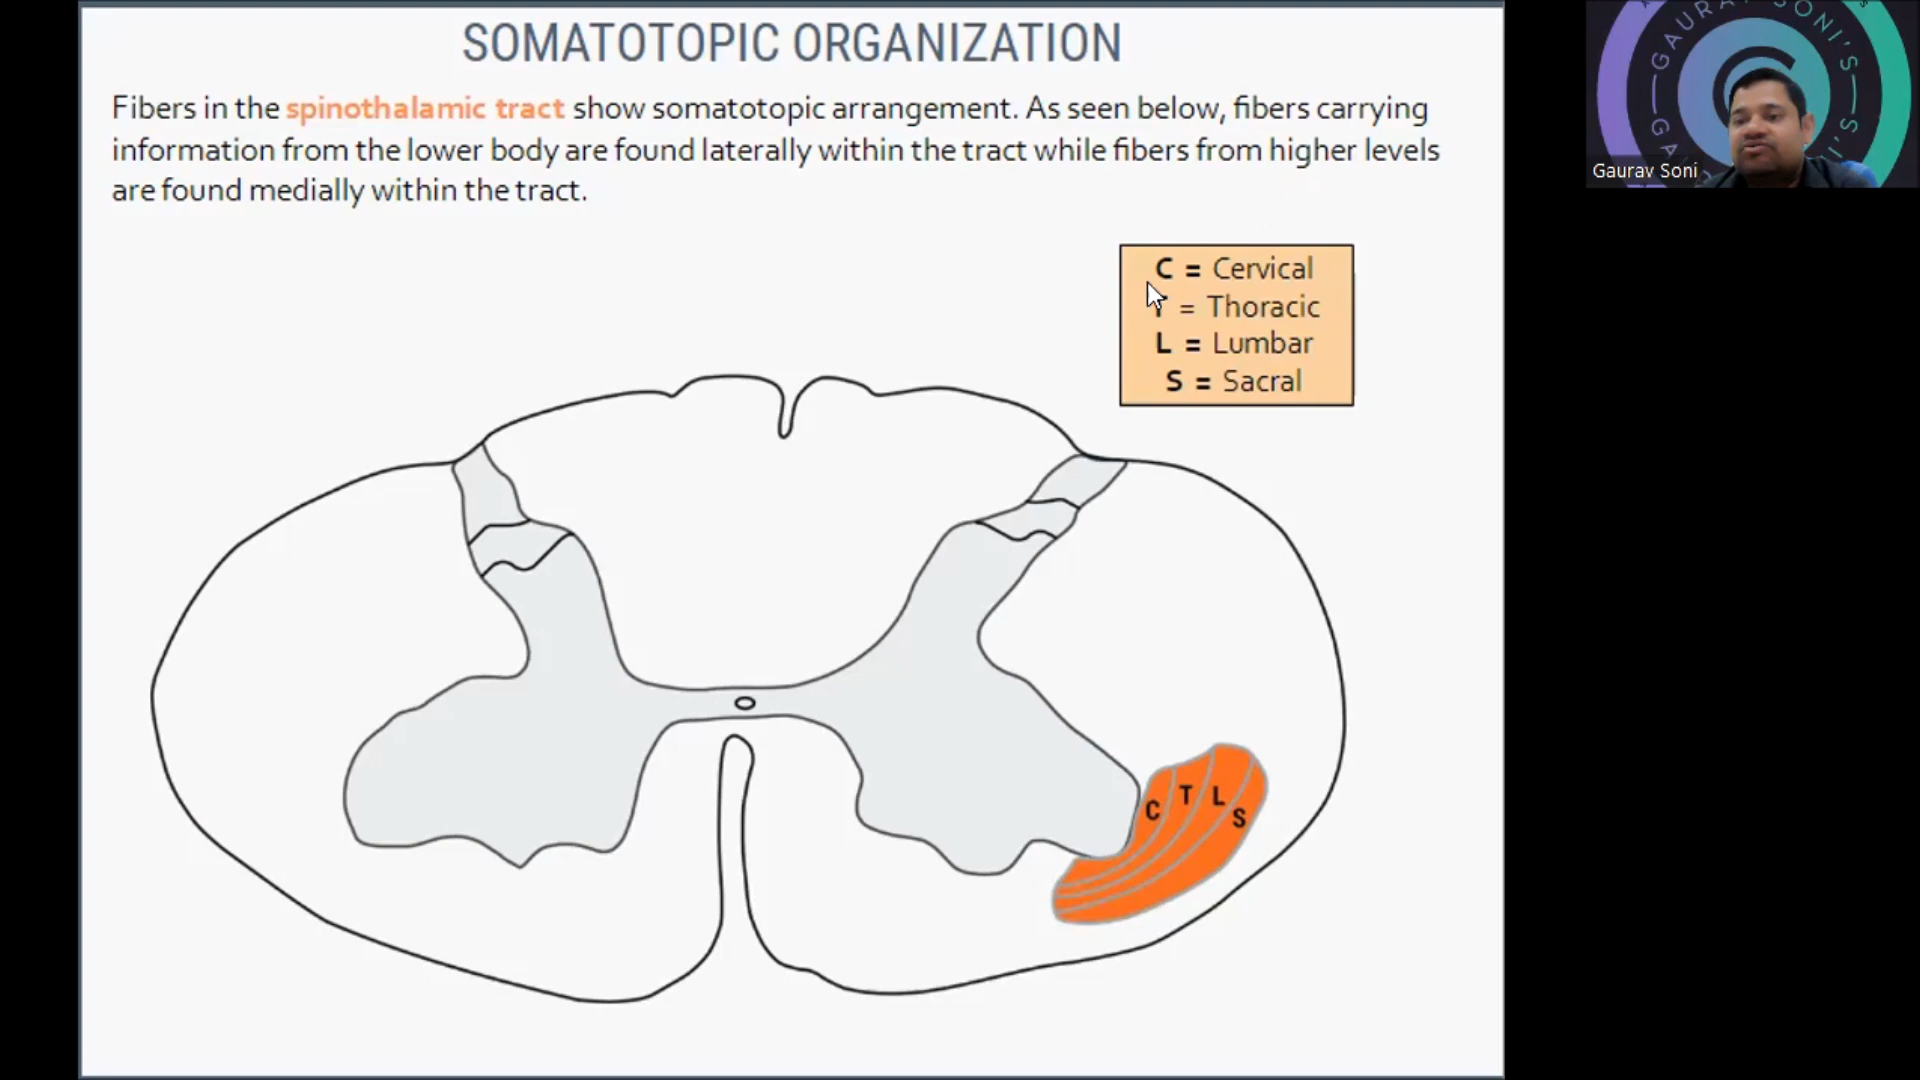 SOMATOTOPIC ORGANIZATION
Fibers in the spinothalamic tract show somatotopic arrangement. As seen below, fibers carrying
information from the lower body are found laterally within the tract while fibers from higher levels
are found medially within the tract.
C = Cervical
T = Thoracic
L = Lumbar
S = Sacral
C T L S
GAURAV SONI'S
Gaurav Soni